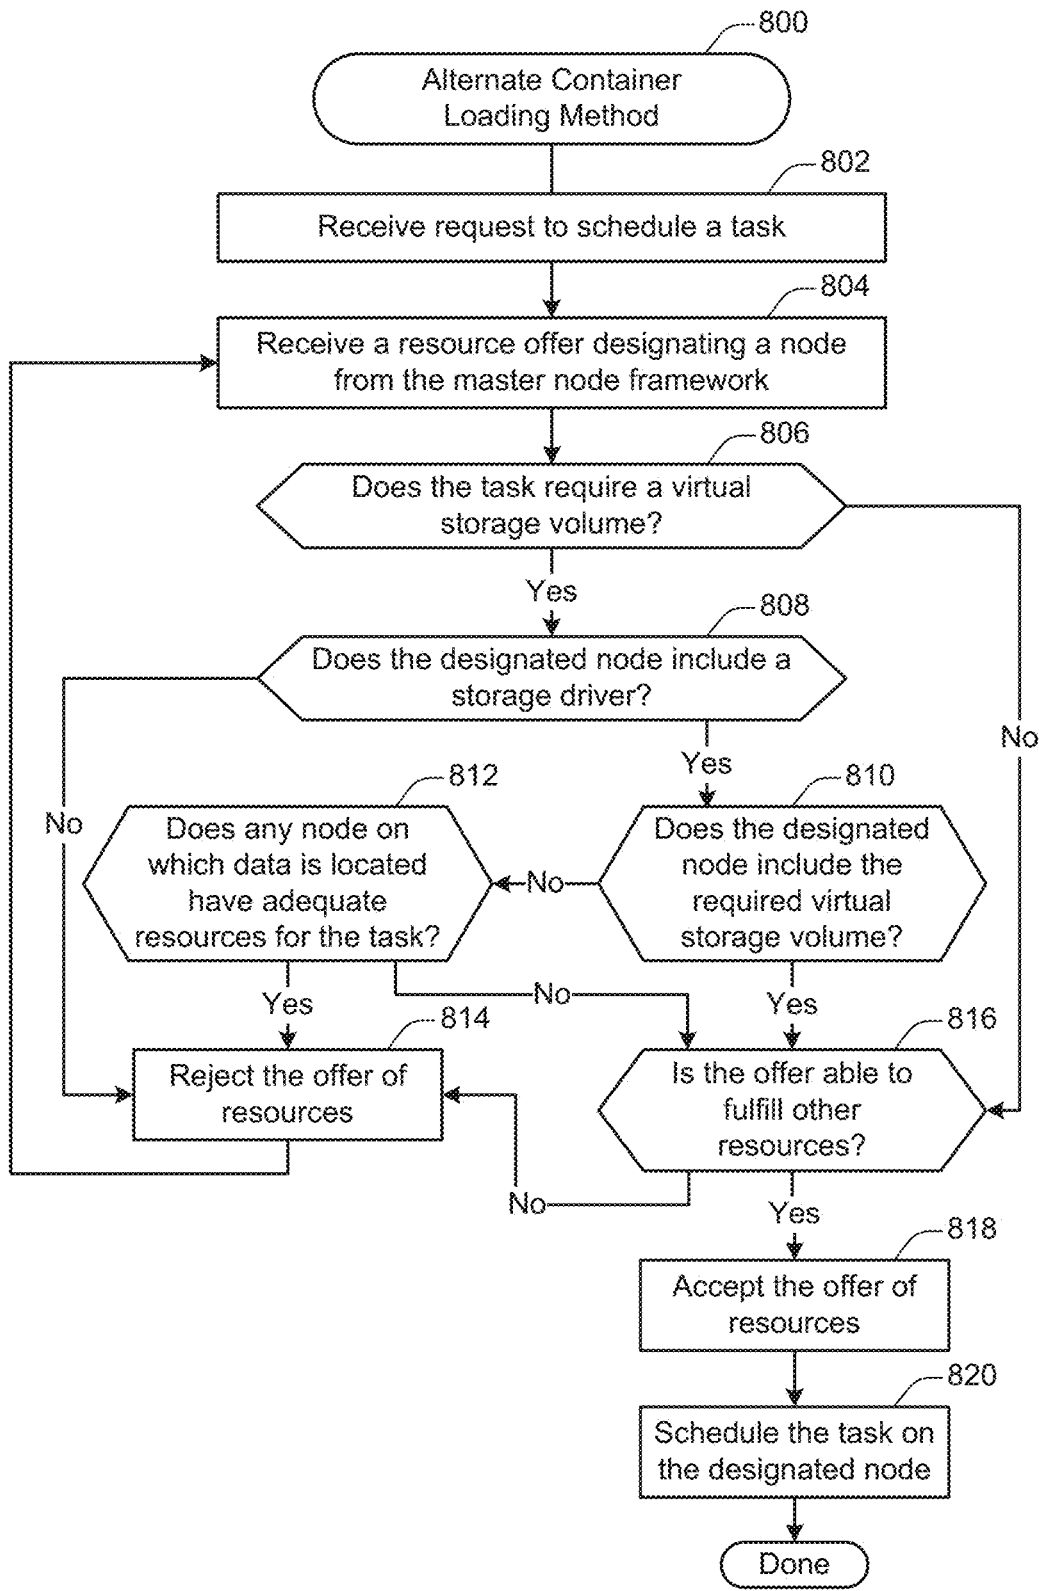 800
Alternate Container
Loading Method
802
Receive request to schedule a task
804
Receive a resource offer designating a node
from the master node framework
806
Does the task require a virtual
storage volume?
Yes
808
Does the designated node include a
storage driver?
No
Yes
No
812
Does any node on
which data is located
have adequate
resources for the task?
No
810
Does the designated
node include the
required virtual
storage volume?
Yes
No
Yes
814
Reject the offer of
resources
816
Is the offer able to
fulfill other
resources?
No
Yes
818
Accept the offer of
resources
820
Schedule the task on
the designated node
Done